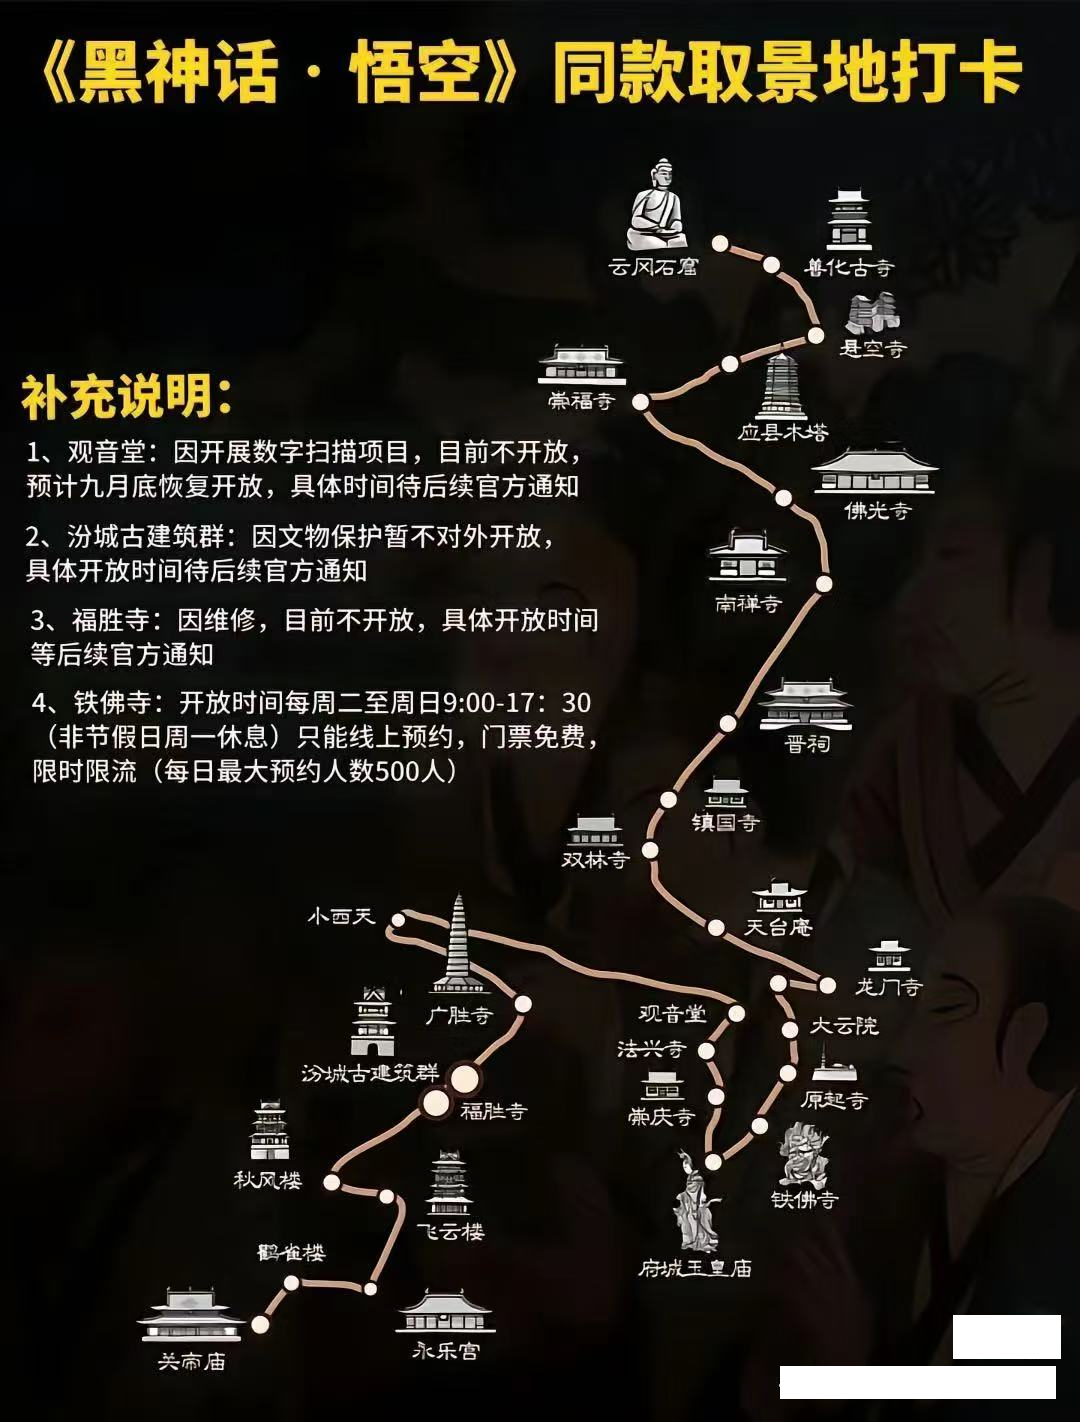 《黑神话·悟空》同款取景地打卡
云冈石窟
善化古寺
悬空寺
崇福寺
应县木塔
佛光寺
南禅寺
晋祠
镇国寺
双林寺
天台庵
龙门寺
大云院
原起寺
铁佛寺
府城玉皇庙
崇庆寺
法兴寺
观音堂
小西天
广胜寺
汾城古建筑群
福胜寺
秋风楼
飞云楼
鹳雀楼
永乐宫
关帝庙
补充说明：
1、观音堂：因开展数字扫描项目，目前不开放，
预计九月底恢复开放，具体时间待后续官方通知
2、汾城古建筑群：因文物保护暂不对外开放，
具体开放时间待后续官方通知
3、福胜寺：因维修，目前不开放，具体开放时间
等后续官方通知
4、铁佛寺：开放时间每周二至周日9:00-17：30
（非节假日周一休息）只能线上预约，门票免费，
限时限流（每日最大预约人数500人）